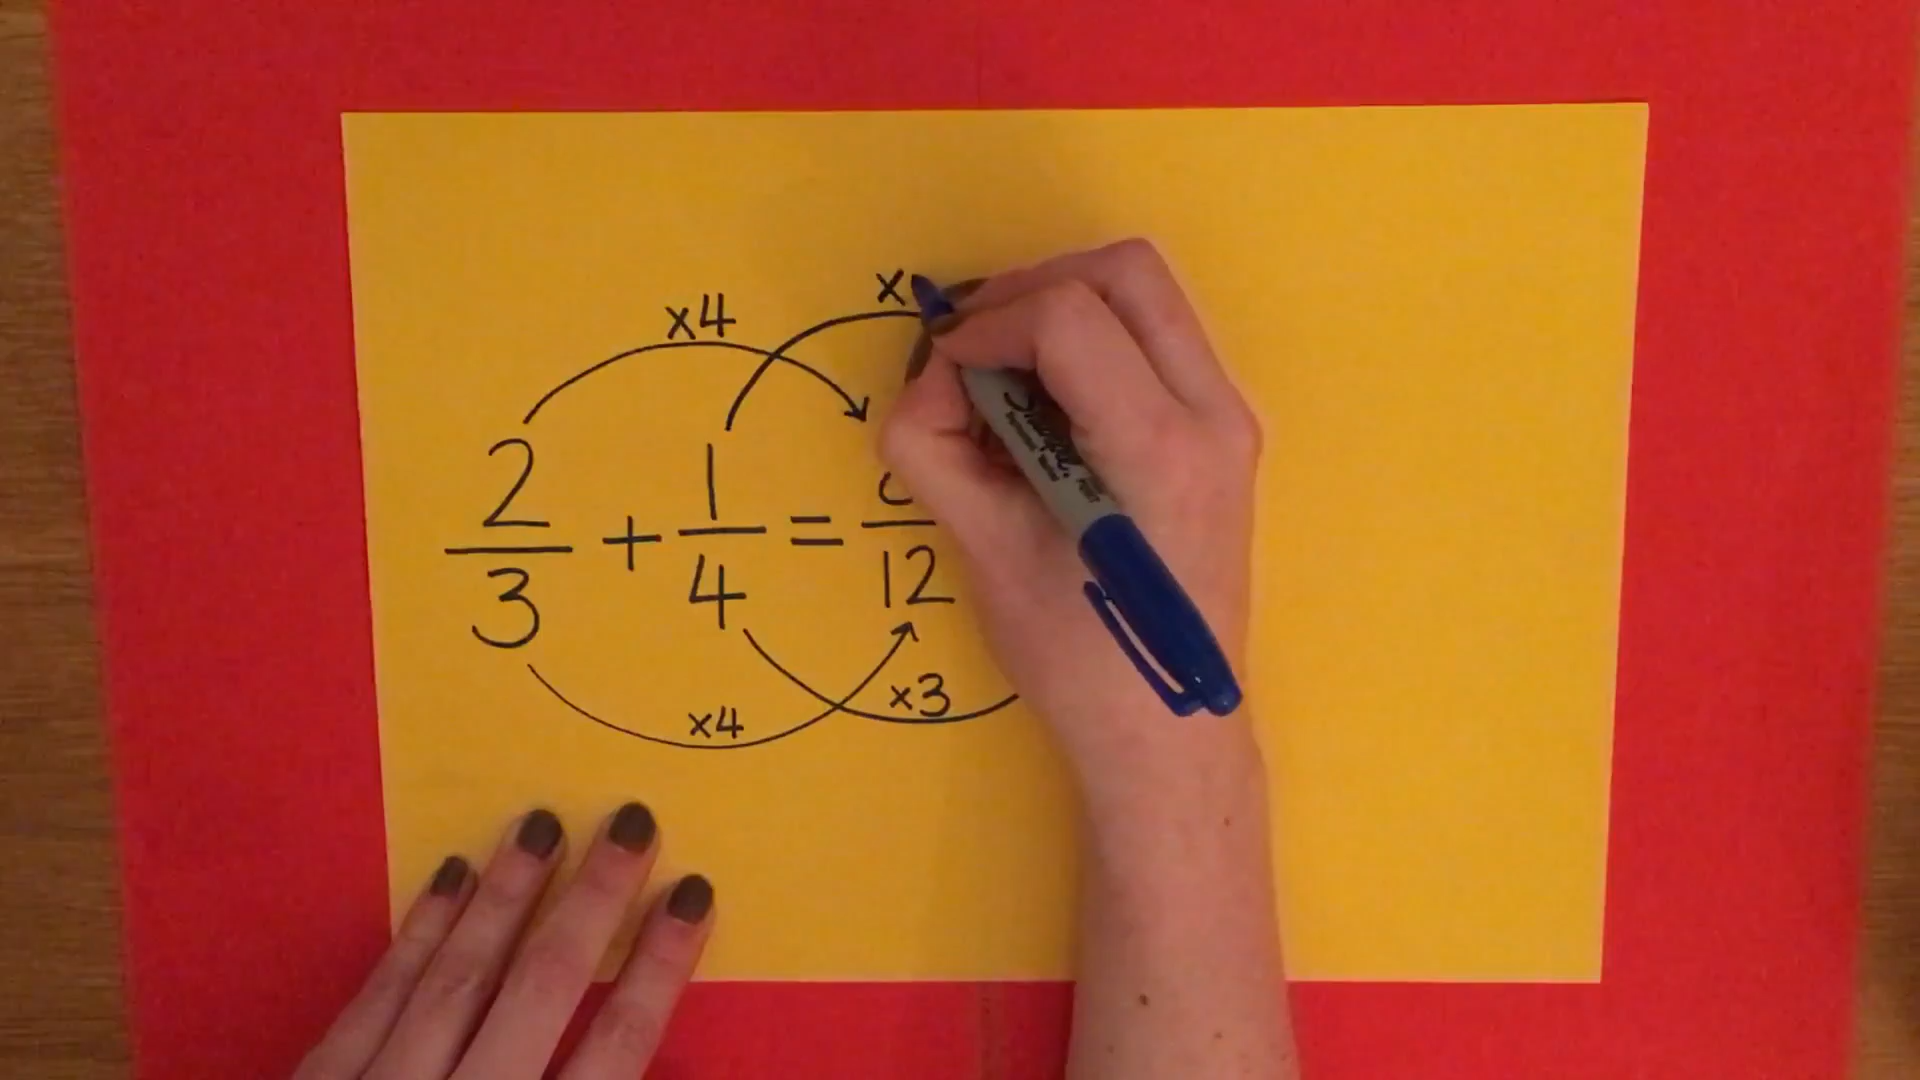 x4 x
2/3 + 1/4 = /12
x4 x3
Sharpie